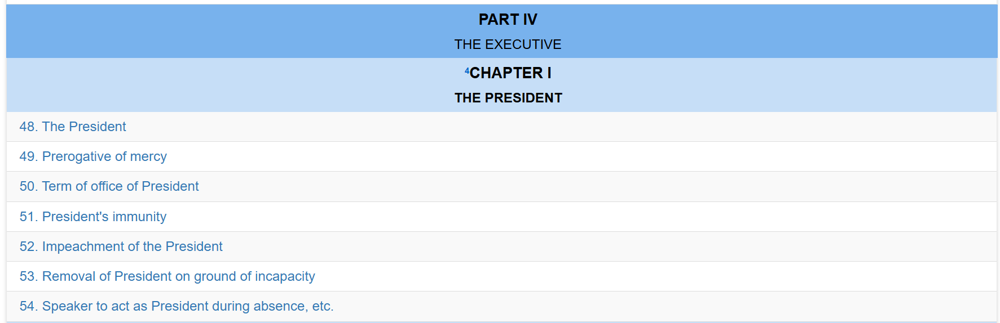 PART IV
THE EXECUTIVE
4CHAPTER I
THE PRESIDENT
48. The President
49. Prerogative of mercy
50. Term of office of President
51. President's immunity
52. Impeachment of the President
53. Removal of President on ground of incapacity
54. Speaker to act as President during absence, etc.